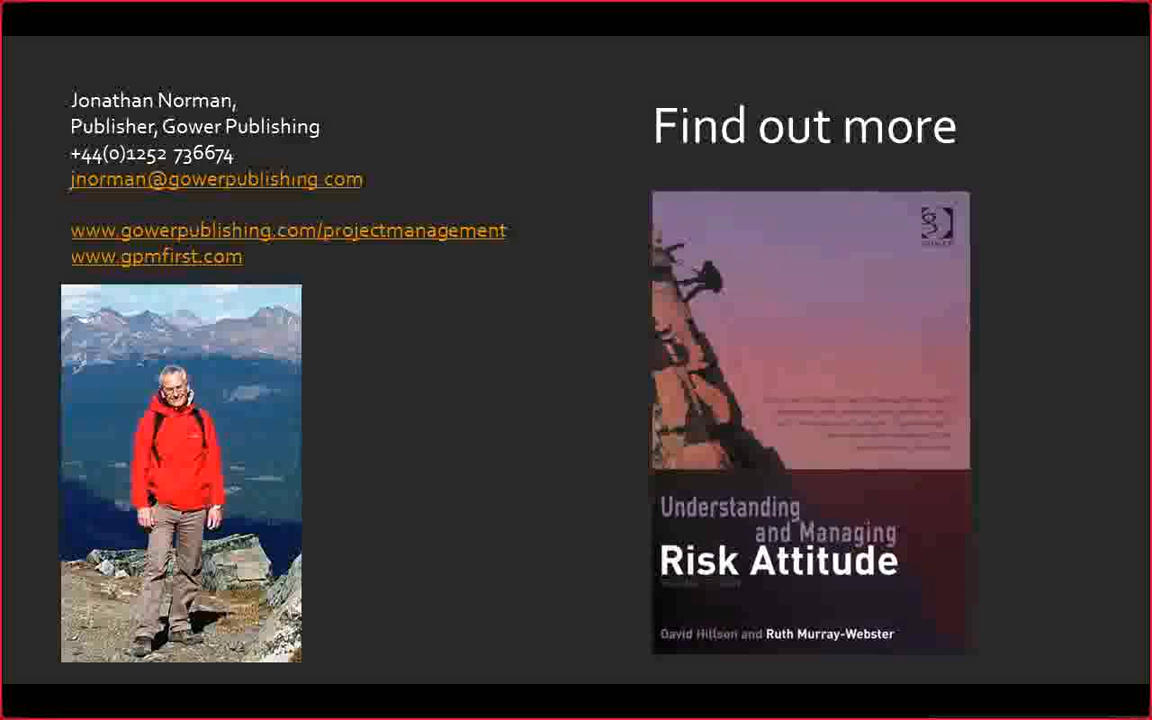 Jonathan Norman,
Publisher, Gower Publishing
+44(0)1252 736674
jnorman@gowerpublishing.com
www.gowerpublishing.com/projectmanagement
www.gpmfirst.com
Find out more
Understanding
and Managing
Risk Attitude
David Hillson and Ruth Murray-Webster